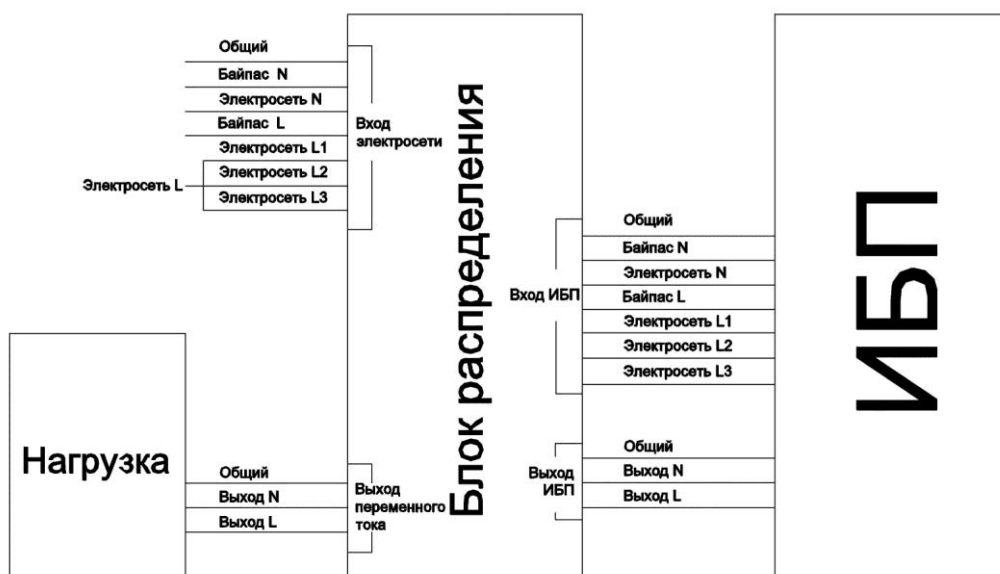 Общий
Байпас N
Электросеть N
Байпас L
Электросеть L1
Электросеть L2
Электросеть L3
Электросеть L
Вход
электросети
Блок распределения
Общий
Байпас N
Электросеть N
Байпас L
Электросеть L1
Электросеть L2
Электросеть L3
Вход ИБП
ИБП
Нагрузка
Общий
Выход N
Выход L
Выход
переменного
тока
Выход
ИБП
Общий
Выход N
Выход L